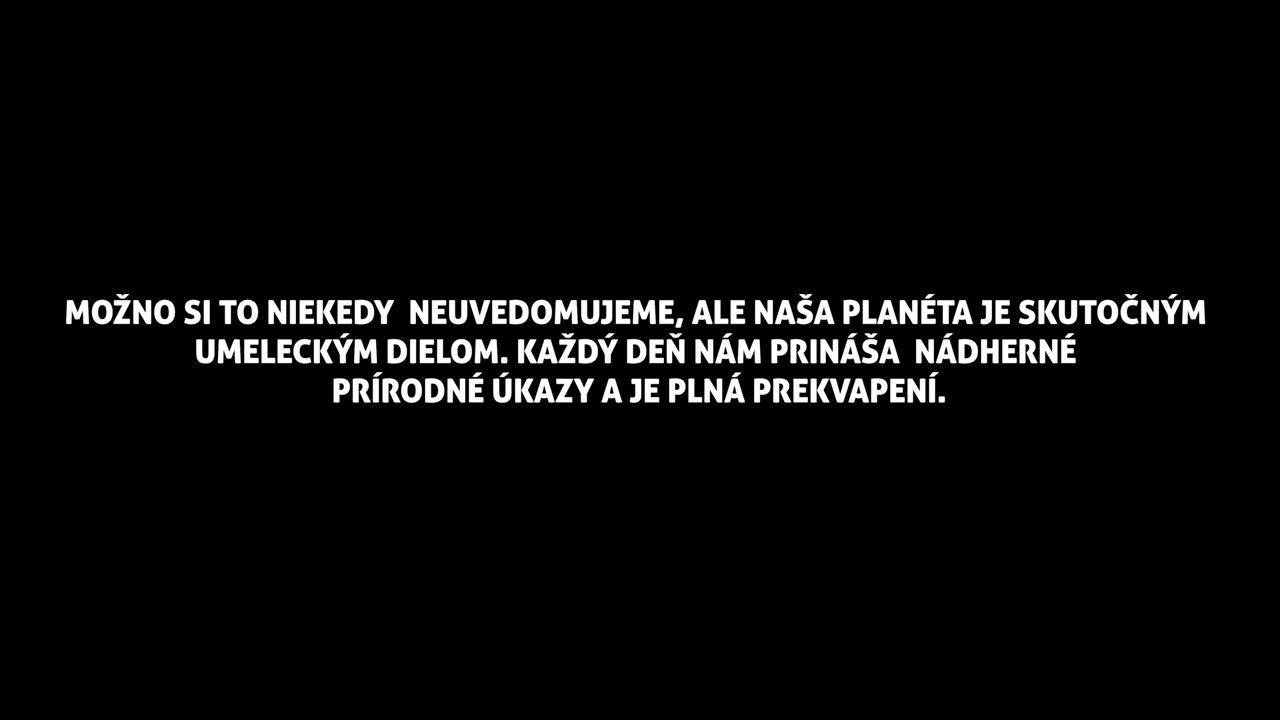 MOŽNO SI TO NIEKEDY  NEUVEDOMUJEME, ALE NAŠA PLANÉTA JE SKUTOČNÝM
UMELECKÝM DIELOM. KAŽDÝ DEŇ NÁM PRINÁŠA  NÁDHERNÉ
PRÍRODNÉ ÚKAZY A JE PLNÁ PREKVAPENÍ.